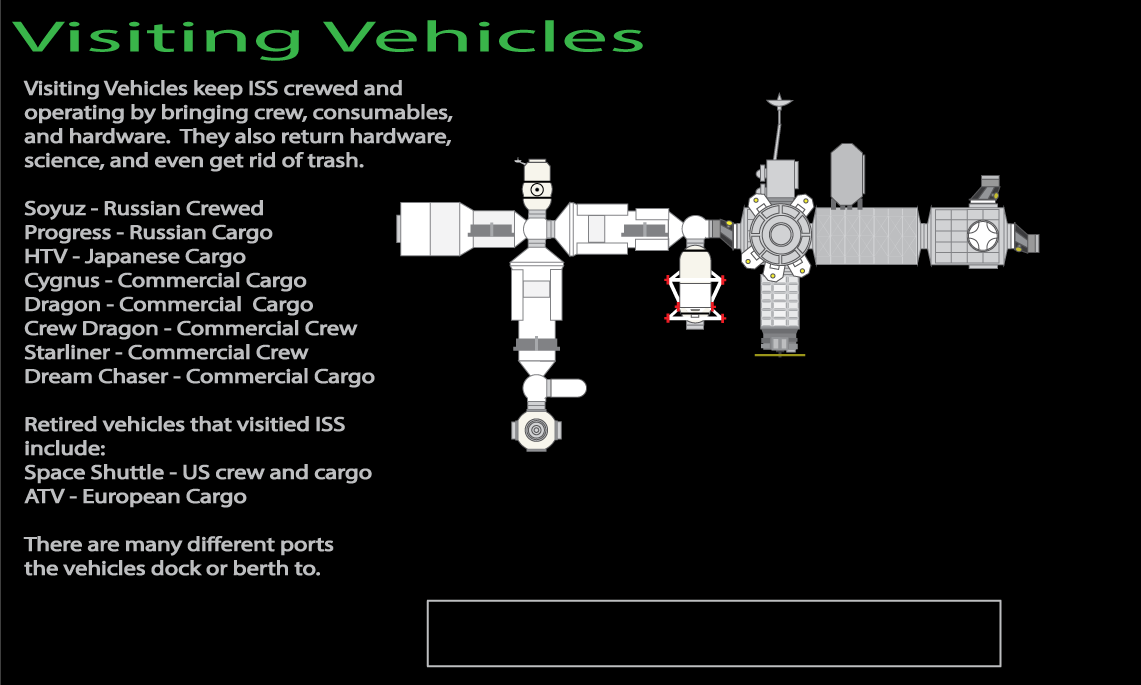 Visiting Vehicles
Visiting Vehicles keep ISS crewed and
operating by bringing crew, consumables,
and hardware.  They also return hardware,
science, and even get rid of trash.
Soyuz - Russian Crewed
Progress - Russian Cargo
HTV - Japanese Cargo
Cygnus - Commercial Cargo
Dragon - Commercial  Cargo
Crew Dragon - Commercial Crew
Starliner - Commercial Crew
Dream Chaser - Commercial Cargo
Retired vehicles that visitied ISS
include:
Space Shuttle - US crew and cargo
ATV - European Cargo
There are many different ports
the vehicles dock or berth to.